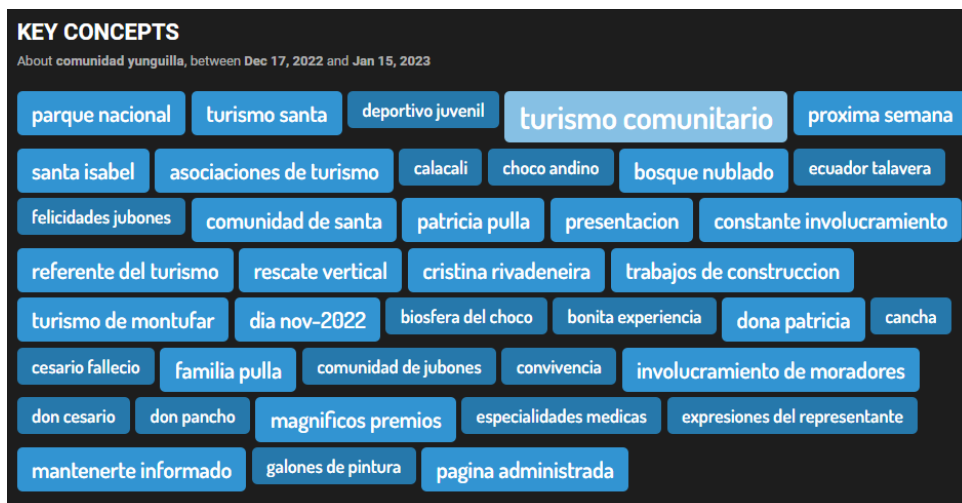 KEY CONCEPTS
About comunidad yunguilla, between Dec 17, 2022 and Jan 15, 2023
parque nacional turismo santa deportivo juvenil turismo comunitario proxima semana
santa isabel asociaciones de turismo calacali choco andino bosque nublado ecuador talavera
felicidades jubones comunidad de santa patricia pulla presentacion constante involucramiento
referente del turismo rescate vertical cristina rivadeneira trabajos de construccion
turismo de montufar dia nov-2022 biosfera del choco bonita experiencia dona patricia cancha
cesario fallecio familia pulla comunidad de jubones convivencia involucramiento de moradores
don cesario don pancho magnificos premios especialidades medicas expresiones del representante
mantenerte informado galones de pintura pagina administrada